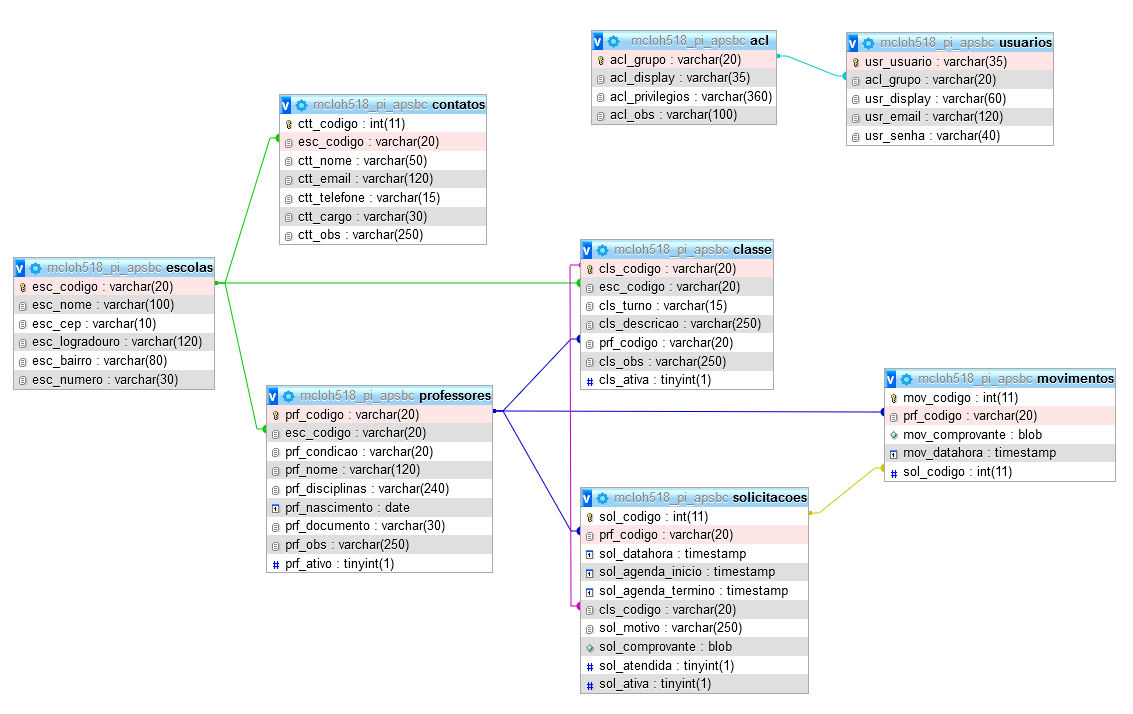 mcloh518_pi_apsbc acl
acl_grupo : varchar(20)
acl_display : varchar(35)
acl_privilegios : varchar(360)
acl_obs : varchar(100)
mcloh518_pi_apsbc usuarios
usr_usuario : varchar(35)
acl_grupo : varchar(20)
usr_display : varchar(60)
usr_email : varchar(120)
usr_senha : varchar(40)
mcloh518_pi_apsbc contatos
ctt_codigo : int(11)
esc_codigo : varchar(20)
ctt_nome : varchar(50)
ctt_email : varchar(120)
ctt_telefone : varchar(15)
ctt_cargo : varchar(30)
ctt_obs : varchar(250)
mcloh518_pi_apsbc escolas
esc_codigo : varchar(20)
esc_nome : varchar(100)
esc_cep : varchar(10)
esc_logradouro : varchar(120)
esc_bairro : varchar(80)
esc_numero : varchar(30)
mcloh518_pi_apsbc classe
cls_codigo : varchar(20)
esc_codigo : varchar(20)
cls_turno : varchar(15)
cls_descricao : varchar(250)
prf_codigo : varchar(20)
cls_obs : varchar(250)
cls_ativa : tinyint(1)
mcloh518_pi_apsbc professores
prf_codigo : varchar(20)
esc_codigo : varchar(20)
prf_condicao : varchar(20)
prf_nome : varchar(120)
prf_disciplinas : varchar(240)
prf_nascimento : date
prf_documento : varchar(30)
prf_obs : varchar(250)
prf_ativo : tinyint(1)
mcloh518_pi_apsbc movimentos
mov_codigo : int(11)
prf_codigo : varchar(20)
mov_comprovante : blob
mov_datahora : timestamp
sol_codigo : int(11)
mcloh518_pi_apsbc solicitacoes
sol_codigo : int(11)
prf_codigo : varchar(20)
sol_datahora : timestamp
sol_agenda_inicio : timestamp
sol_agenda_termino : timestamp
cls_codigo : varchar(20)
sol_motivo : varchar(250)
sol_comprovante : blob
sol_atendida : tinyint(1)
sol_ativa : tinyint(1)